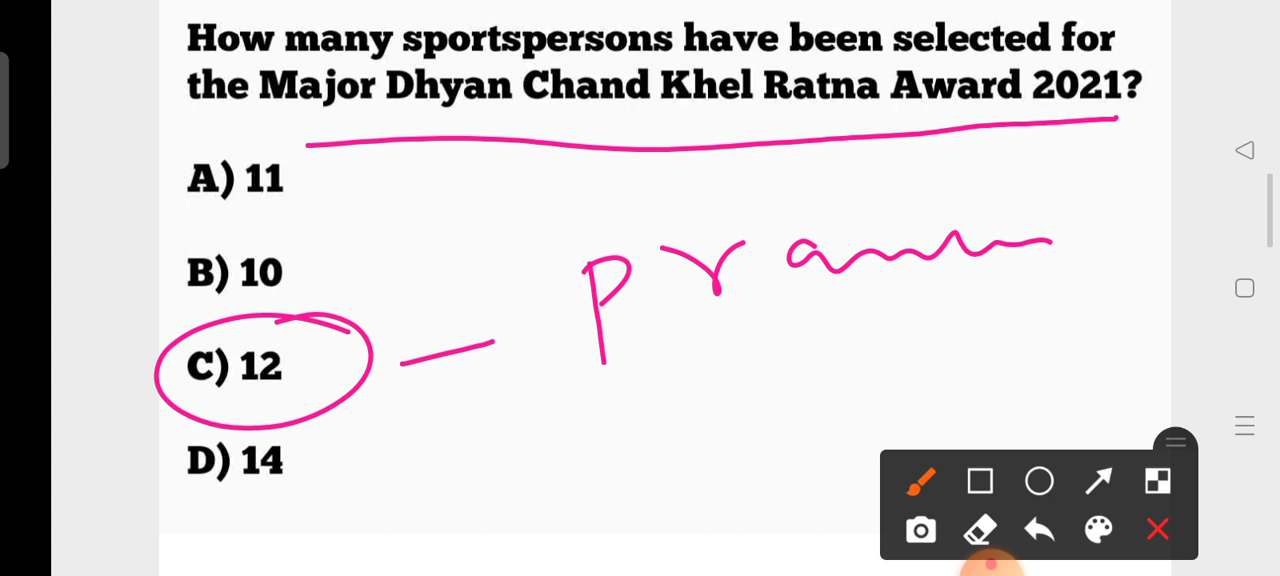 How many sportspersons have been selected for
the Major Dhyan Chand Khel Ratna Award 2021?
A) 11
B) 10
C) 12
D) 14